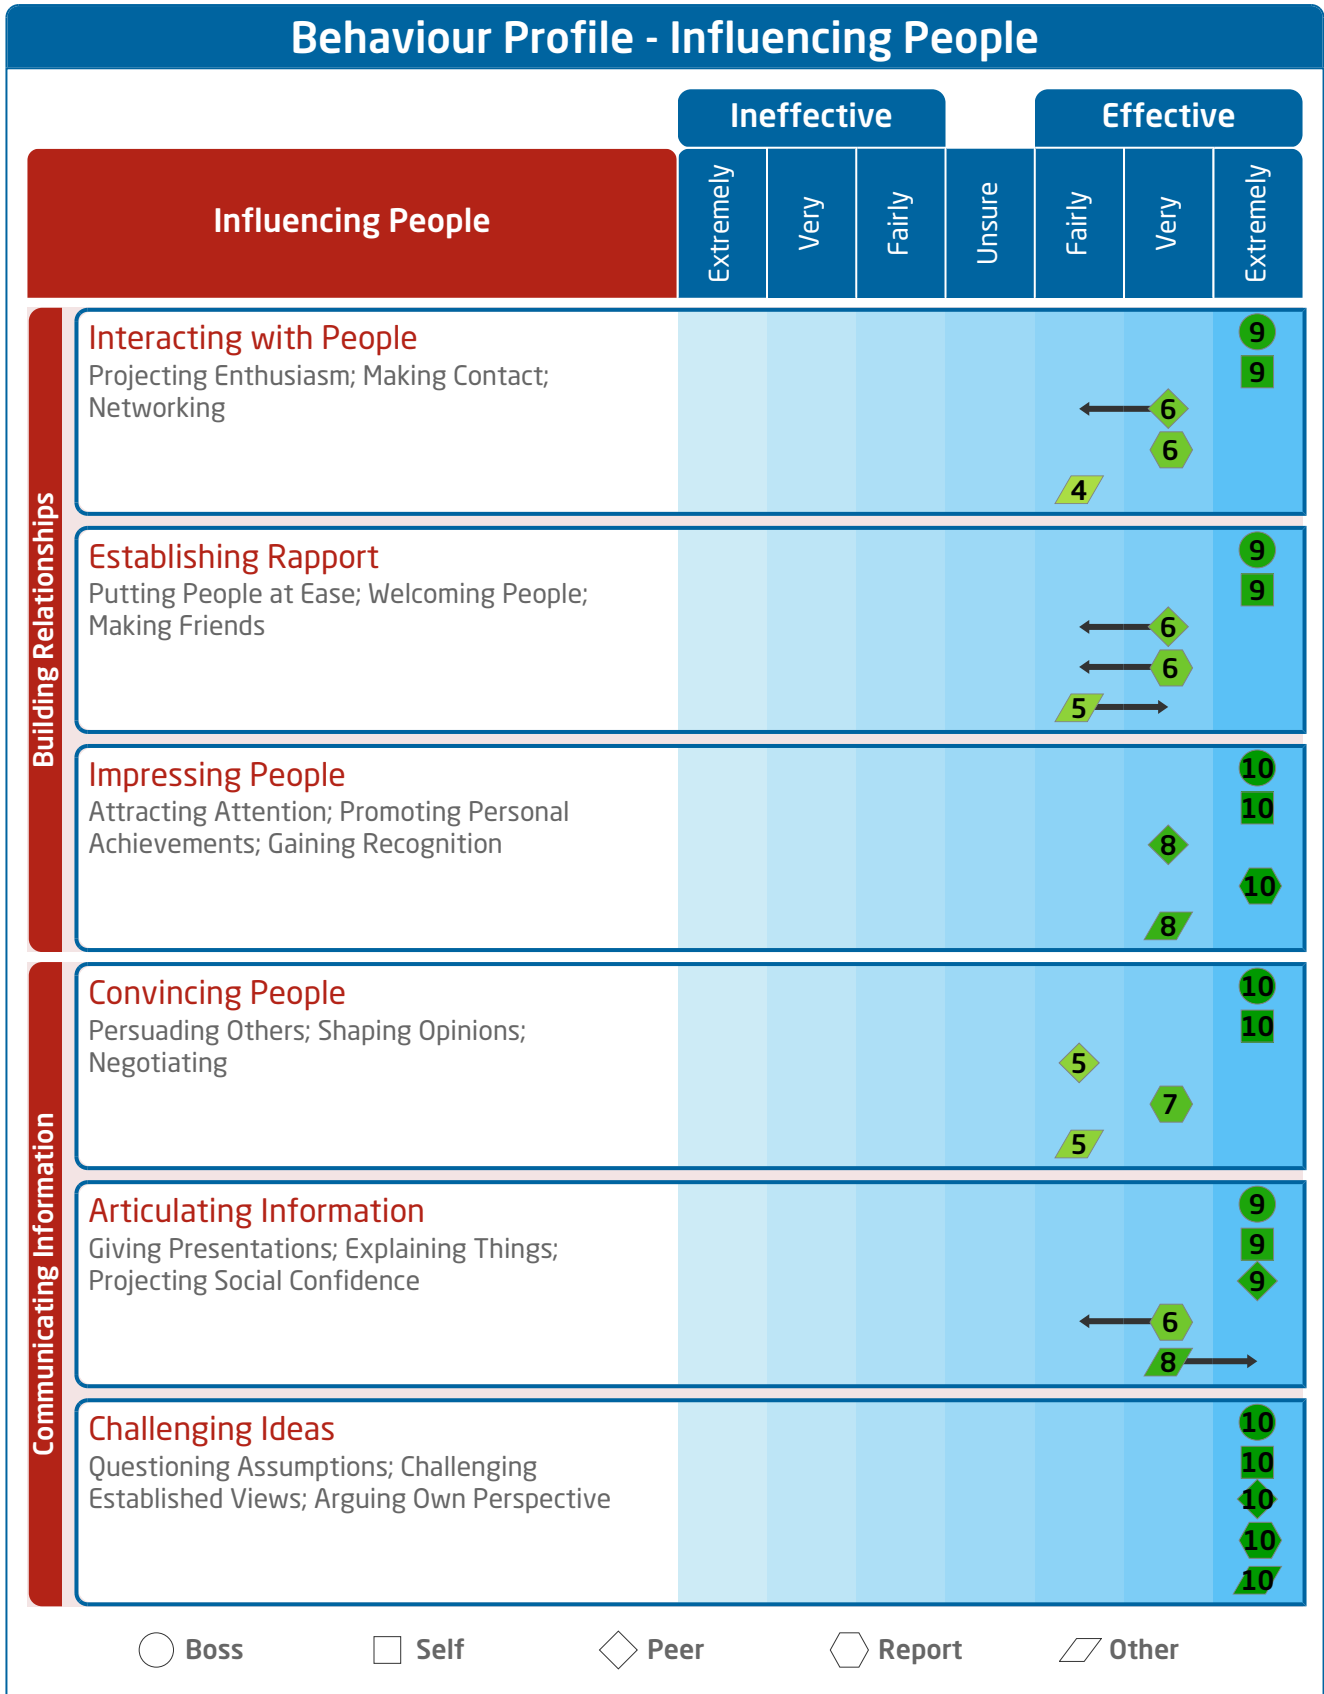 Behaviour Profile - Influencing People
Ineffective
Effective
Influencing People
Extremely
Very
Fairly
Unsure
Fairly
Very
Extremely
Building Relationships
Interacting with People
Projecting Enthusiasm; Making Contact;
Networking
9
9
6
6
4
Establishing Rapport
Putting People at Ease; Welcoming People;
Making Friends
9
9
6
6
5
Impressing People
Attracting Attention; Promoting Personal
Achievements; Gaining Recognition
10
10
8
10
8
Communicating Information
Convincing People
Persuading Others; Shaping Opinions;
Negotiating
10
10
5
7
5
Articulating Information
Giving Presentations; Explaining Things;
Projecting Social Confidence
9
9
9
6
8
Challenging Ideas
Questioning Assumptions; Challenging
Established Views; Arguing Own Perspective
10
10
10
10
10
Boss
Self
Peer
Report
Other